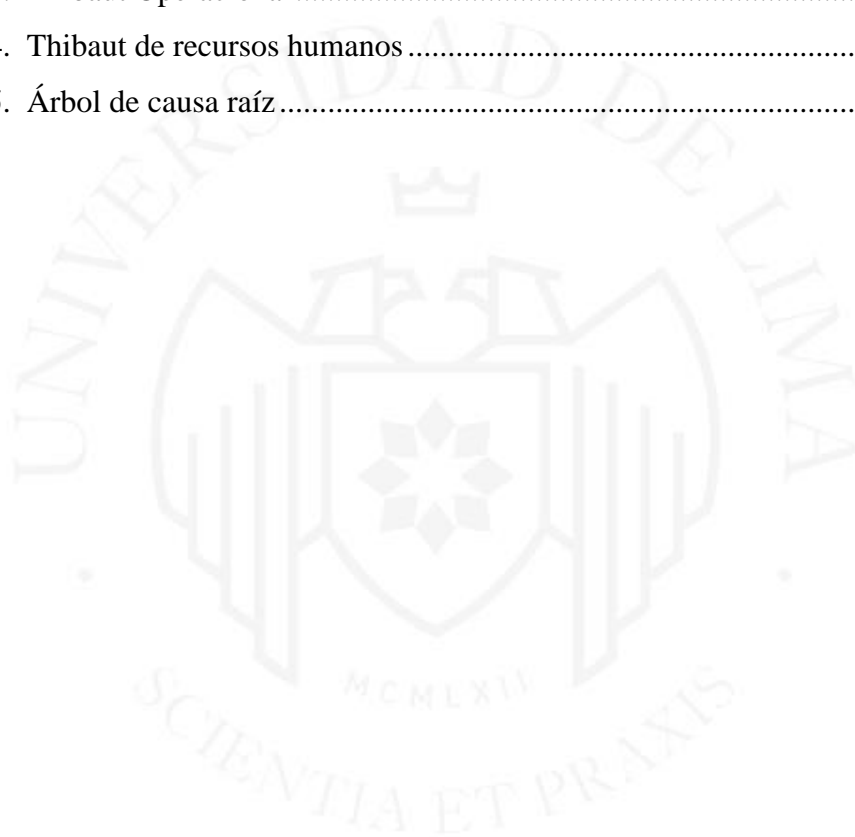 . Thibaut de recursos humanos ........................................................................
. Árbol de causa raíz ........................................................................
UNIVERSIDAD DE LIMA
MCMLXII
SCIENTIA ET PRAXIS